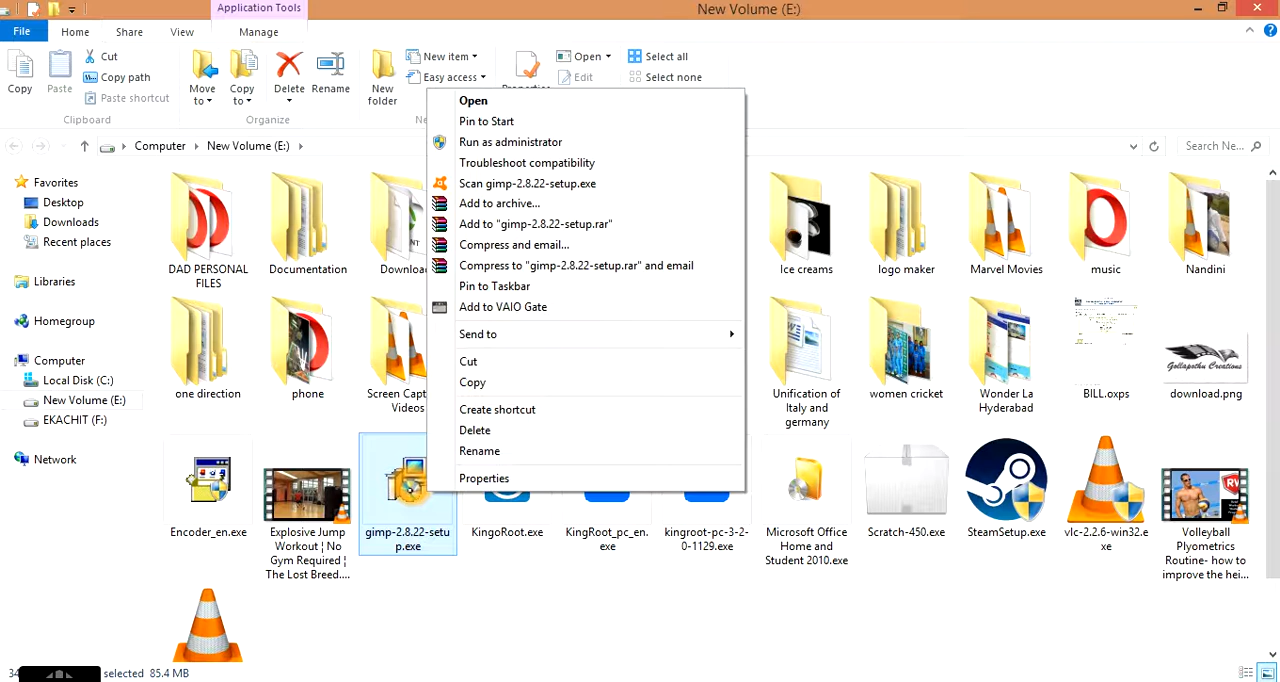 Application Tools
New Volume (E:)
File
Home
Share
View
Manage
Copy
Paste
Cut
Copy path
Paste shortcut
Move to
Copy to
Delete
Rename
New folder
New item
Easy access
Open
Edit
Select all
Select none
Clipboard
Organize
Computer
New Volume (E:)
Search Ne...
Open
Pin to Start
Run as administrator
Troubleshoot compatibility
Scan gimp-2.8.22-setup.exe
Add to archive...
Add to "gimp-2.8.22-setup.rar"
Compress and email...
Compress to "gimp-2.8.22-setup.rar" and email
Pin to Taskbar
Add to VAIO Gate
Send to
Cut
Copy
Create shortcut
Delete
Rename
Properties
Favorites
Desktop
Downloads
Recent places
Libraries
Homegroup
Computer
Local Disk (C:)
New Volume (E:)
EKACHIT (F:)
Network
DAD PERSONAL
FILES
Documentation
Ice creams
logo maker
Marvel Movies
music
Nandini
one direction
phone
Screen Capt
Videos
Unification of
Italy and
germany
women cricket
Wonder La
Hyderabad
BILL.oxps
Gollapothu Creations
download.png
Encoder_en.exe
Explosive Jump
Workout ¦ No
Gym Required ¦
The Lost Breed....
gimp-2.8.22-setu
p.exe
KingoRoot.exe
KingRoot_pc_en.
exe
kingroot-pc-3-2-
0-1129.exe
Microsoft Office
Home and
Student 2010.exe
Scratch-450.exe
SteamSetup.exe
vlc-2.2.6-win32.e
xe
Volleyball
Plyometrics
Routine- how to
improve the hei...
selected 85.4 MB